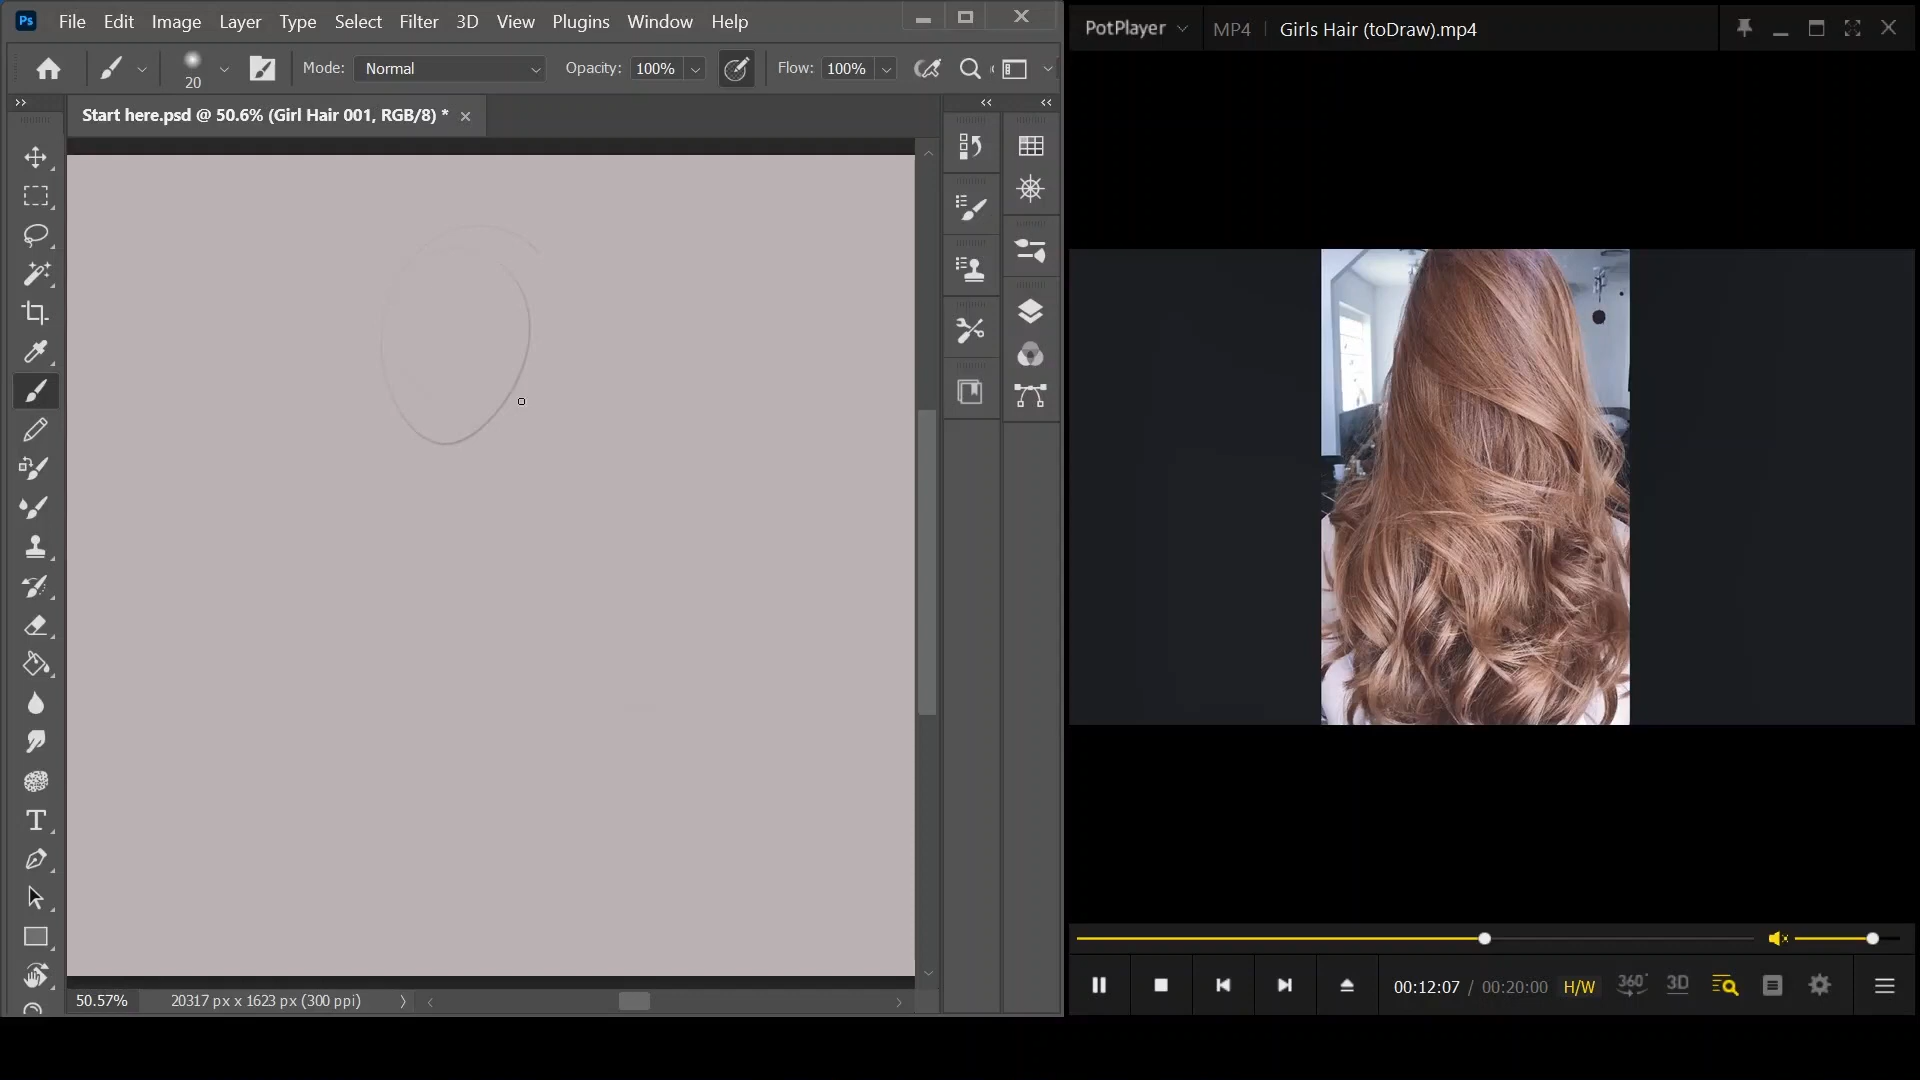 Ps File Edit Image Layer Type Select Filter 3D View Plugins Window Help
20 Mode: Normal Opacity: 100% Flow: 100%
Start here.psd @ 50.6% (Girl Hair 001, RGB/8) *
50.57% 20317 px x 1623 px (300 ppi)
PotPlayer MP4 Girls Hair (toDraw).mp4
00:12:07 / 00:20:00 H/W 360° 3D